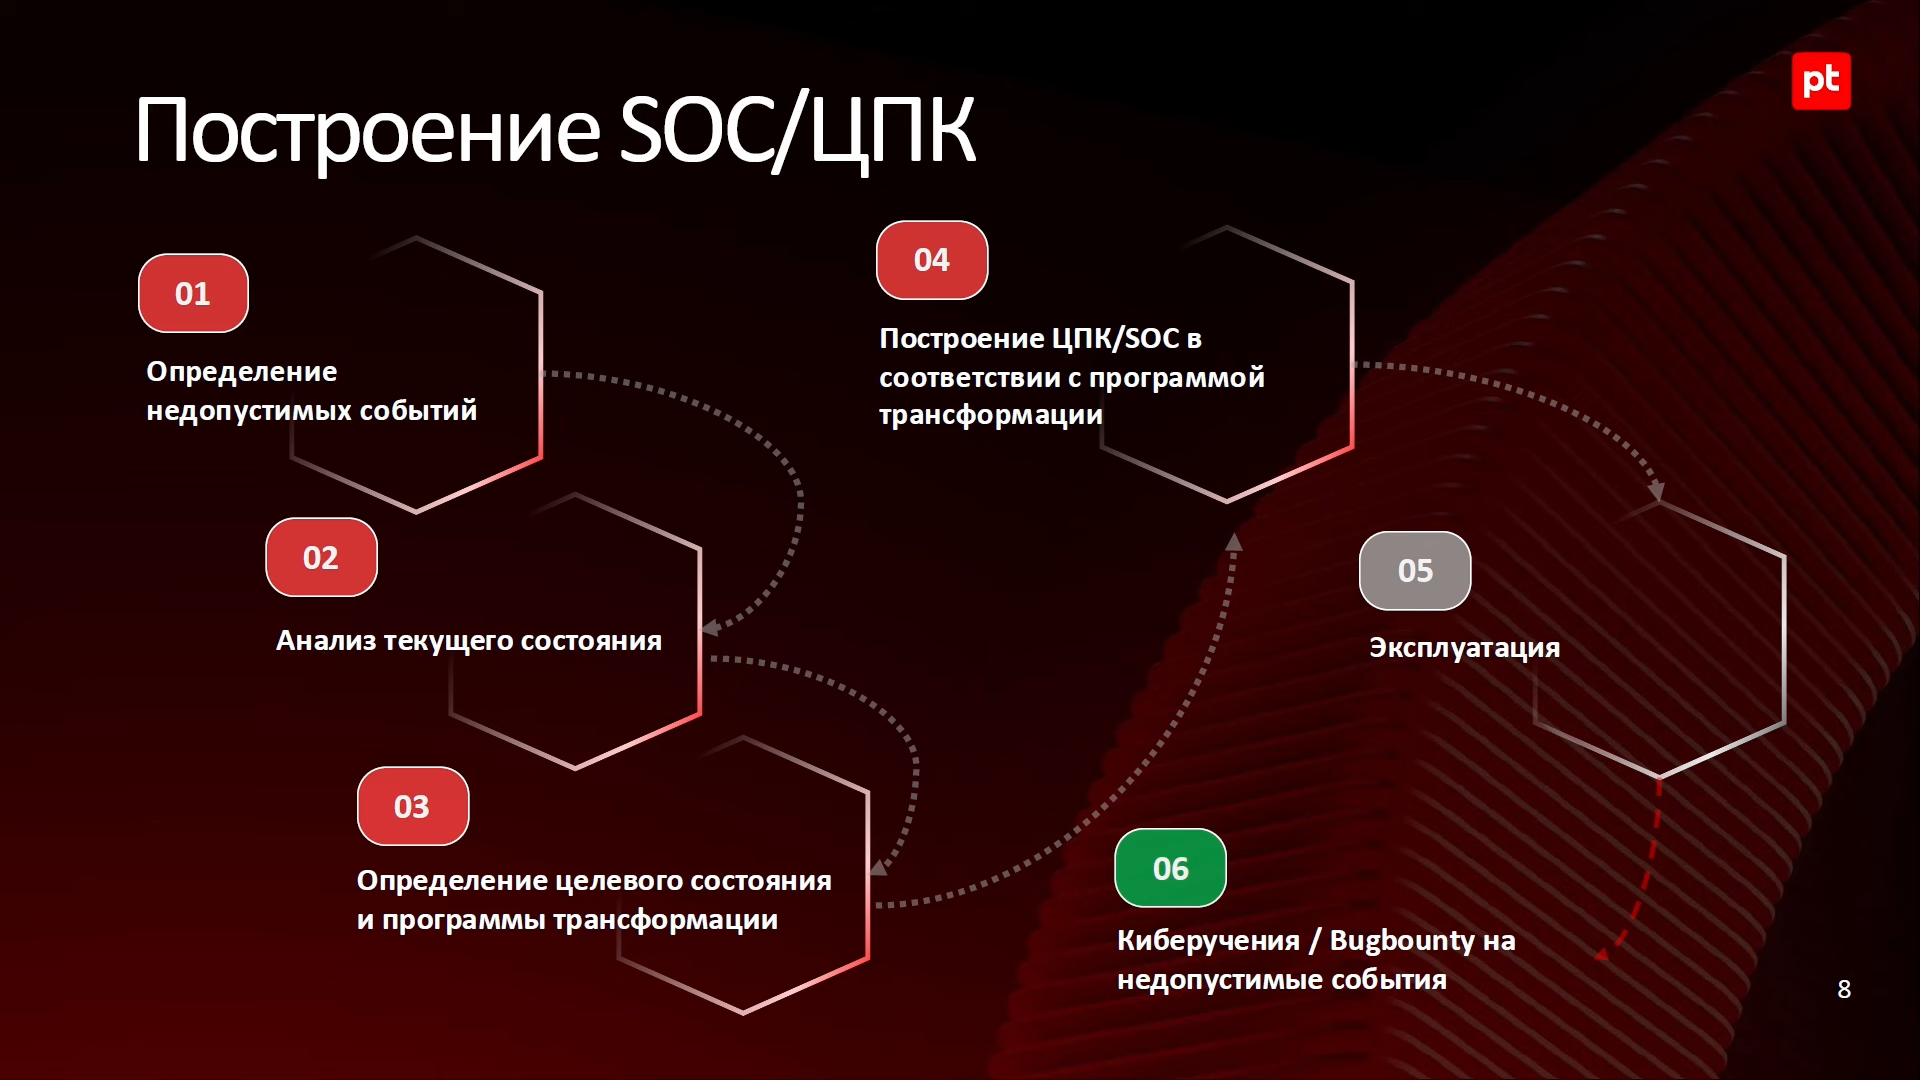 Построение SOC/ЦПК
pt
01
Определение
недопустимых событий
02
Анализ текущего состояния
03
Определение целевого состояния
и программы трансформации
04
Построение ЦПК/SOC в
соответствии с программой
трансформации
05
Эксплуатация
06
Киберучения / Bugbounty на
недопустимые события
8